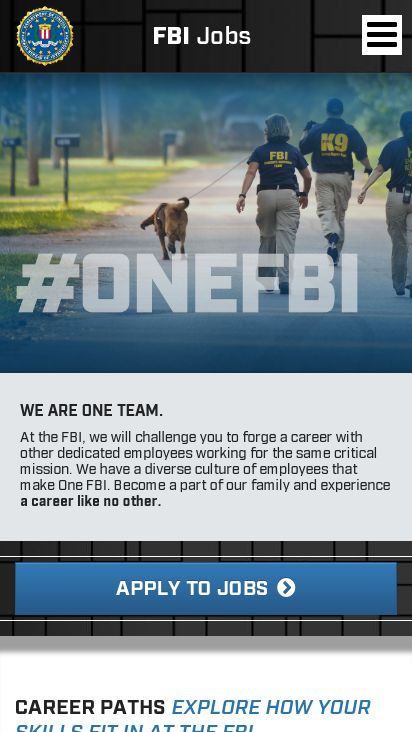 FBI Jobs
K9
FBI
#ONEFBI
WE ARE ONE TEAM.
At the FBI, we will challenge you to forge a career with
other dedicated employees working for the same critical
mission. We have a diverse culture of employees that
make One FBI. Become a part of our family and experience
a career like no other.
APPLY TO JOBS
CAREER PATHS EXPLORE HOW YOUR
SKILLS FIT IN AT THE FBI